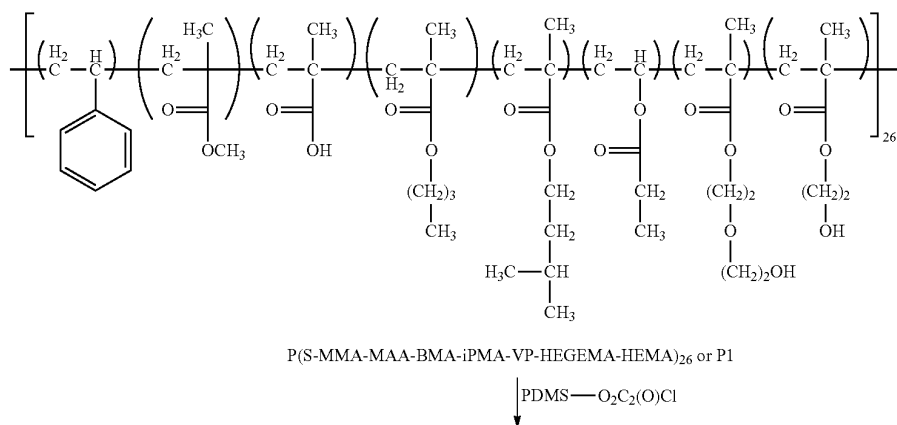 H2 H H2 H3C H2 CH3 CH3 H2 CH3 H2 H H2 CH3 H2 CH3
C C C C C C C C C C C C C C C C
H2
O O O O O O O
OCH3 OH O O O O O
(CH2)3 CH2 CH2 (CH2)2 (CH2)2
CH3 CH2 CH3 O OH
H3C CH (CH2)2OH
CH3
26
P(S-MMA-MAA-BMA-iPMA-VP-HEGEMA-HEMA)26 or P1
PDMS—O2C2(O)Cl